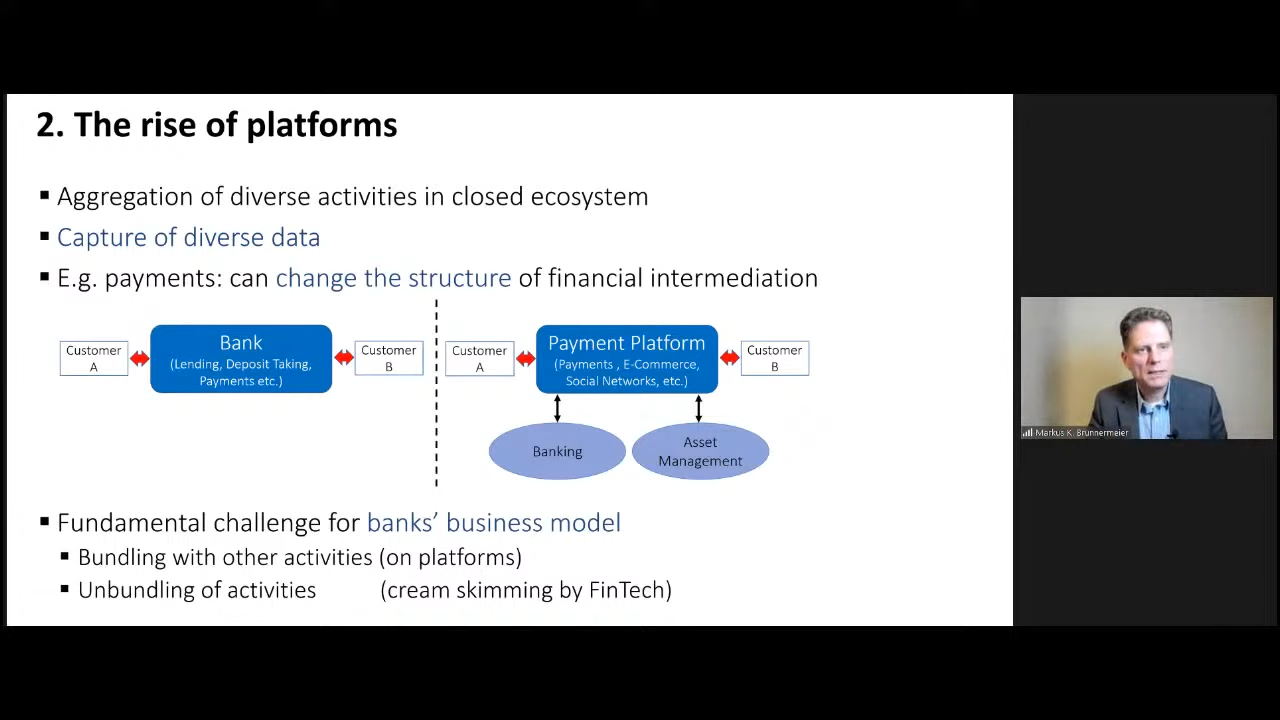 2. The rise of platforms
▪ Aggregation of diverse activities in closed ecosystem
▪ Capture of diverse data
▪ E.g. payments: can change the structure of financial intermediation
Customer
A
Bank
(Lending, Deposit Taking,
Payments etc.)
Customer
B
Customer
A
Payment Platform
(Payments , E-Commerce,
Social Networks, etc.)
Customer
B
Banking
Asset
Management
▪ Fundamental challenge for banks’ business model
▪ Bundling with other activities (on platforms)
▪ Unbundling of activities (cream skimming by FinTech)
Markus K. Brunnermeier